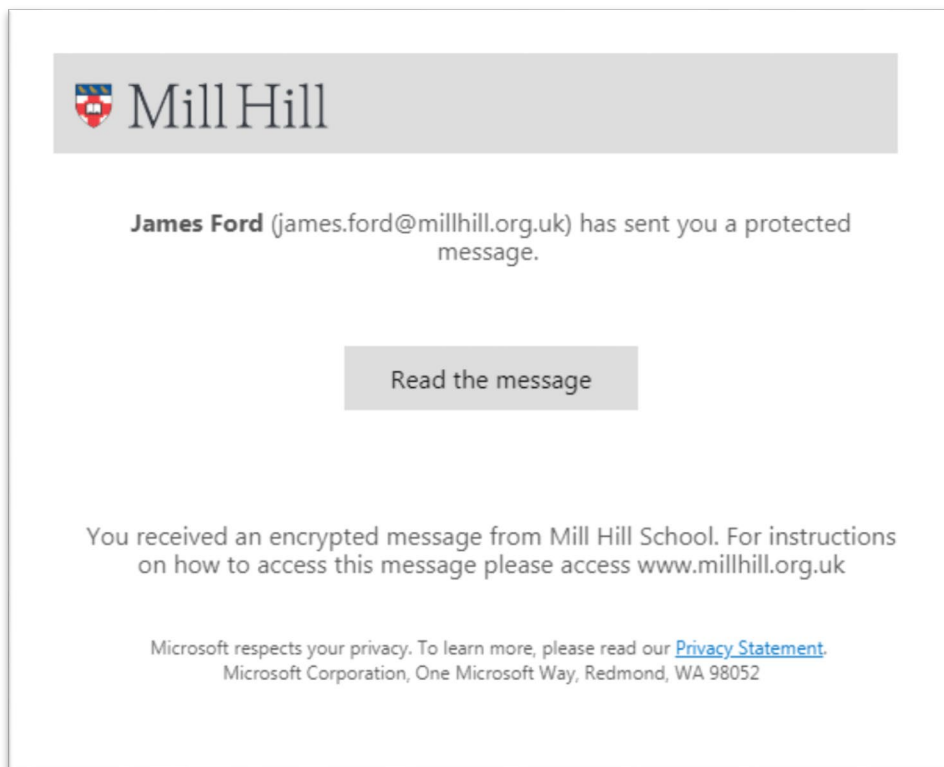 Mill Hill
James Ford (james.ford@millhill.org.uk) has sent you a protected
message.
Read the message
You received an encrypted message from Mill Hill School. For instructions
on how to access this message please access www.millhill.org.uk
Microsoft respects your privacy. To learn more, please read our Privacy Statement.
Microsoft Corporation, One Microsoft Way, Redmond, WA 98052